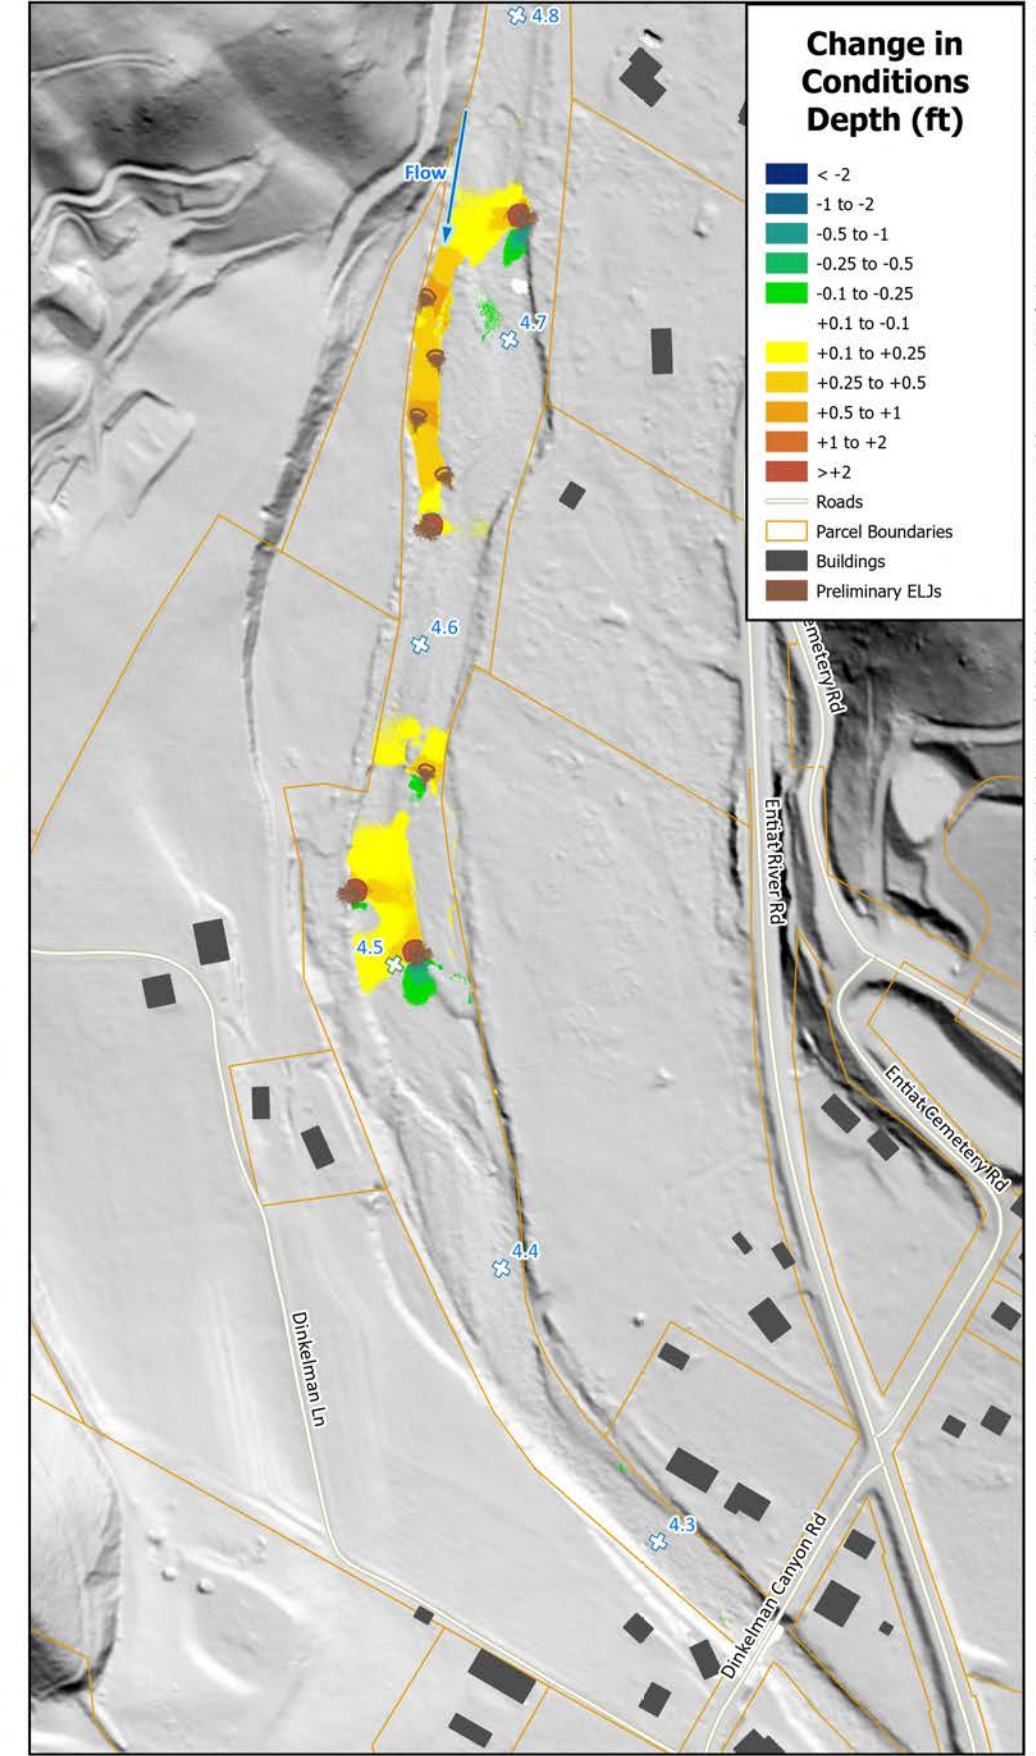 4.8
Change in
Conditions
Depth (ft)
< -2
-1 to -2
-0.5 to -1
-0.25 to -0.5
-0.1 to -0.25
+0.1 to -0.1
+0.1 to +0.25
+0.25 to +0.5
+0.5 to +1
+1 to +2
>+2
Roads
Parcel Boundaries
Buildings
Preliminary ELJs
Flow
4.7
4.6
emetery Rd
Entiat River Rd
4.5
Entiat Cemetery Rd
4.4
Dinkelman Ln
4.3
Dinkelman Canyon Rd